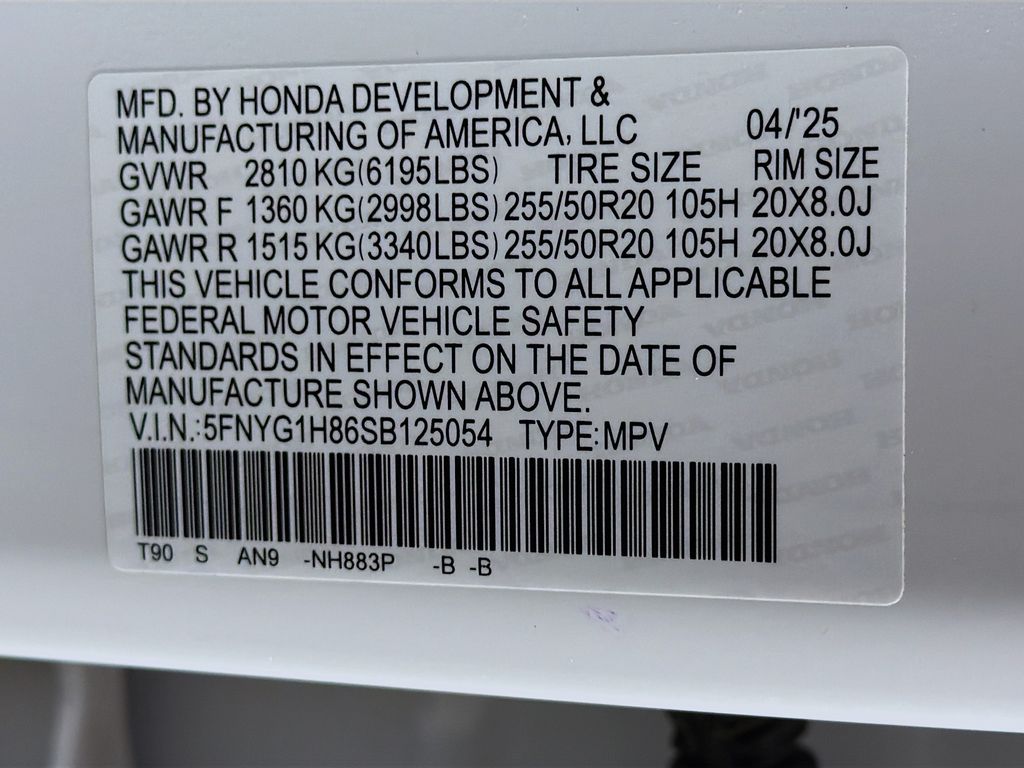 MFD. BY HONDA DEVELOPMENT &
MANUFACTURING OF AMERICA, LLC 04/'25
GVWR 2810 KG(6195LBS) TIRE SIZE RIM SIZE
GAWR F 1360 KG(2998LBS) 255/50R20 105H 20X8.0J
GAWR R 1515 KG(3340LBS) 255/50R20 105H 20X8.0J
THIS VEHICLE CONFORMS TO ALL APPLICABLE
FEDERAL MOTOR VEHICLE SAFETY
STANDARDS IN EFFECT ON THE DATE OF
MANUFACTURE SHOWN ABOVE.
V.I.N.:5FNYG1H86SB125054 TYPE:MPV
T90 S AN9 -NH883P -B -B